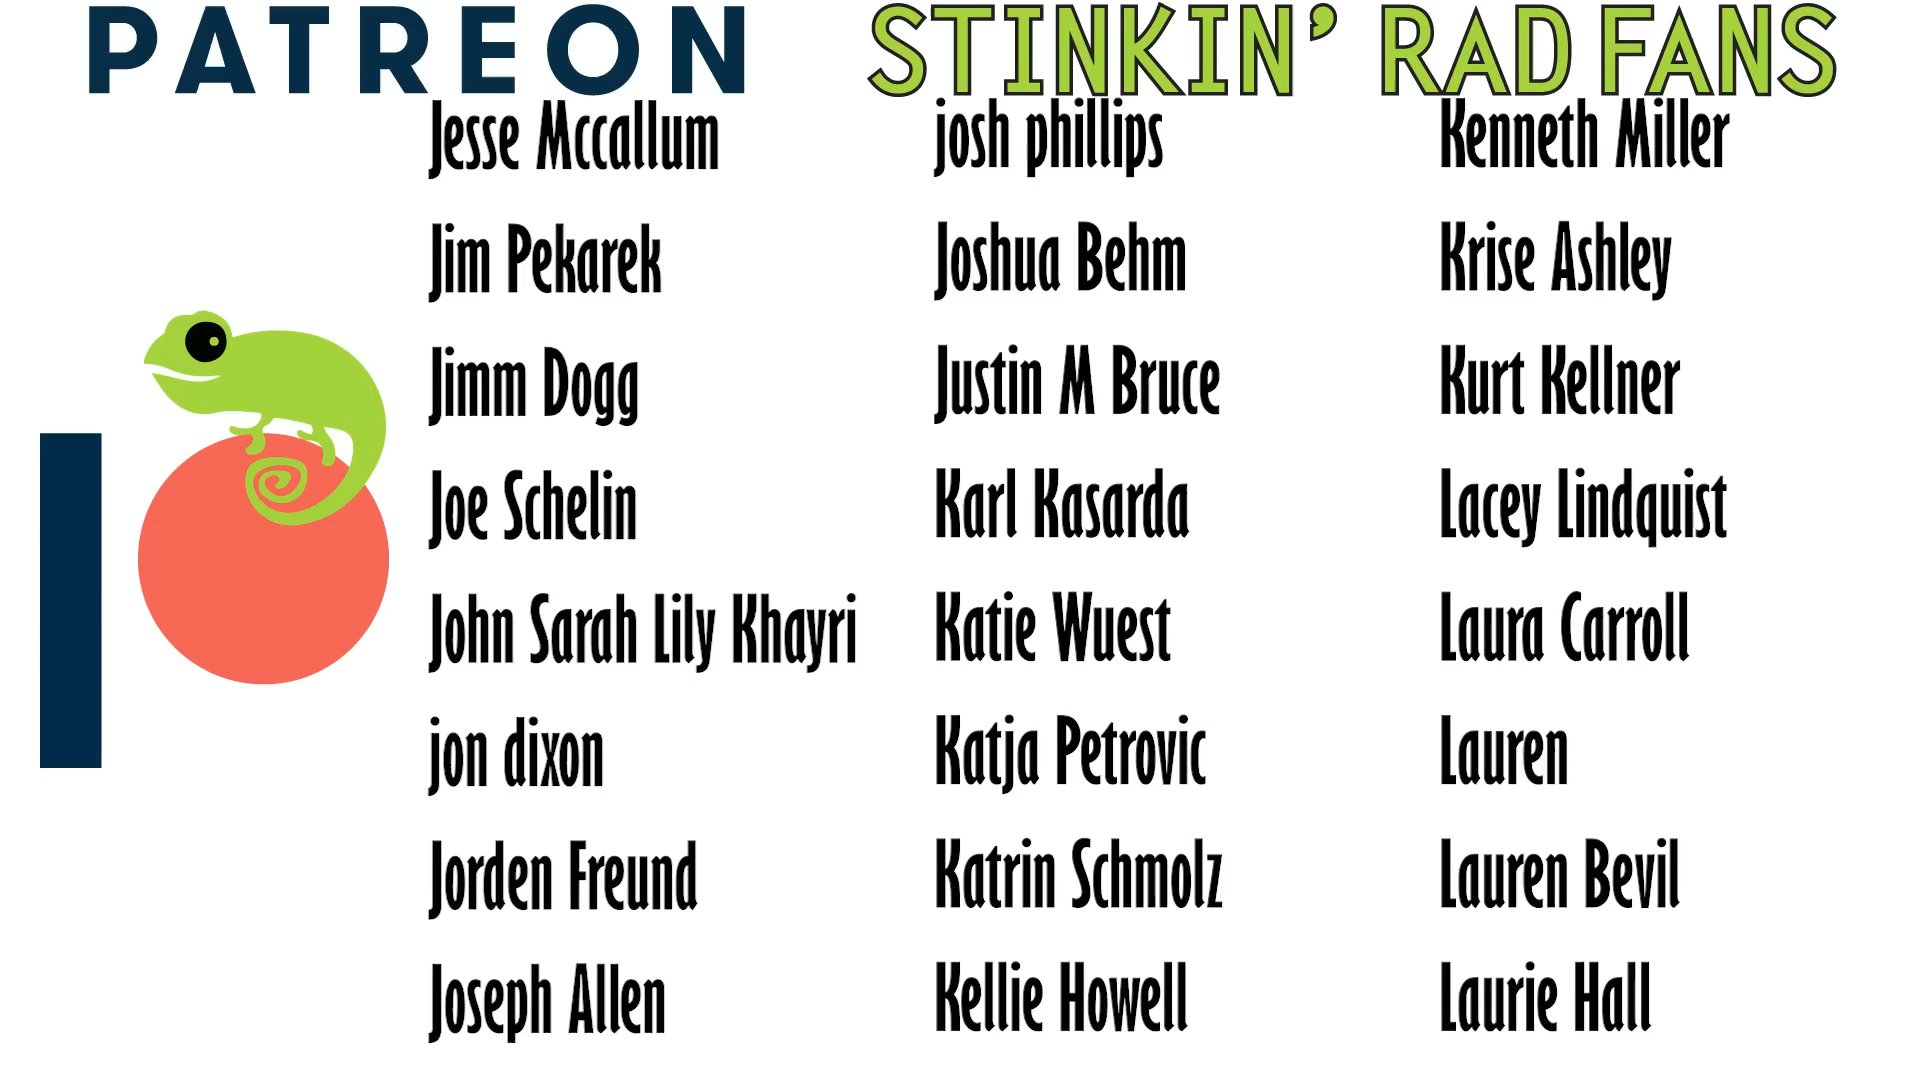 PATREON STINKIN' RAD FANS
Jesse Mccallum
Jim Pekarek
Jimm Dogg
Joe Schelin
John Sarah Lily Khayri
jon dixon
Jorden Freund
Joseph Allen
josh phillips
Joshua Behm
Justin M Bruce
Karl Kasarda
Katie Wuest
Katja Petrovic
Katrin Schmolz
Kellie Howell
Kenneth Miller
Krise Ashley
Kurt Kellner
Lacey Lindquist
Laura Carroll
Lauren
Lauren Bevil
Laurie Hall